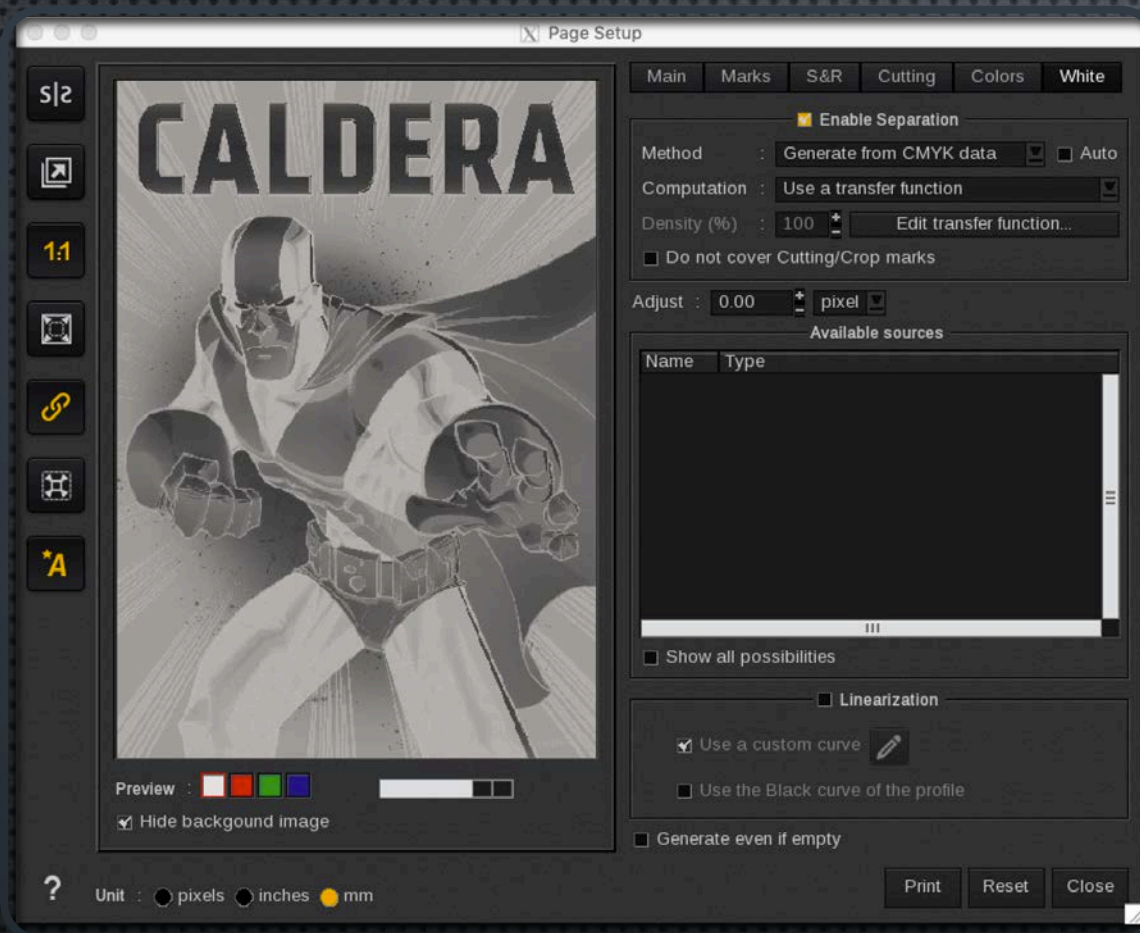 Page Setup
S|S
1:1
*A
CALDERA
Preview :
Hide backgound image
?
Unit : pixels inches mm
Main Marks S&R Cutting Colors White
Enable Separation
Method : Generate from CMYK data Auto
Computation : Use a transfer function
Density (%) : 100 Edit transfer function...
Do not cover Cutting/Crop marks
Adjust : 0.00 pixel
Available sources
Name Type
Show all possibilities
Linearization
Use a custom curve
Use the Black curve of the profile
Generate even if empty
Print Reset Close